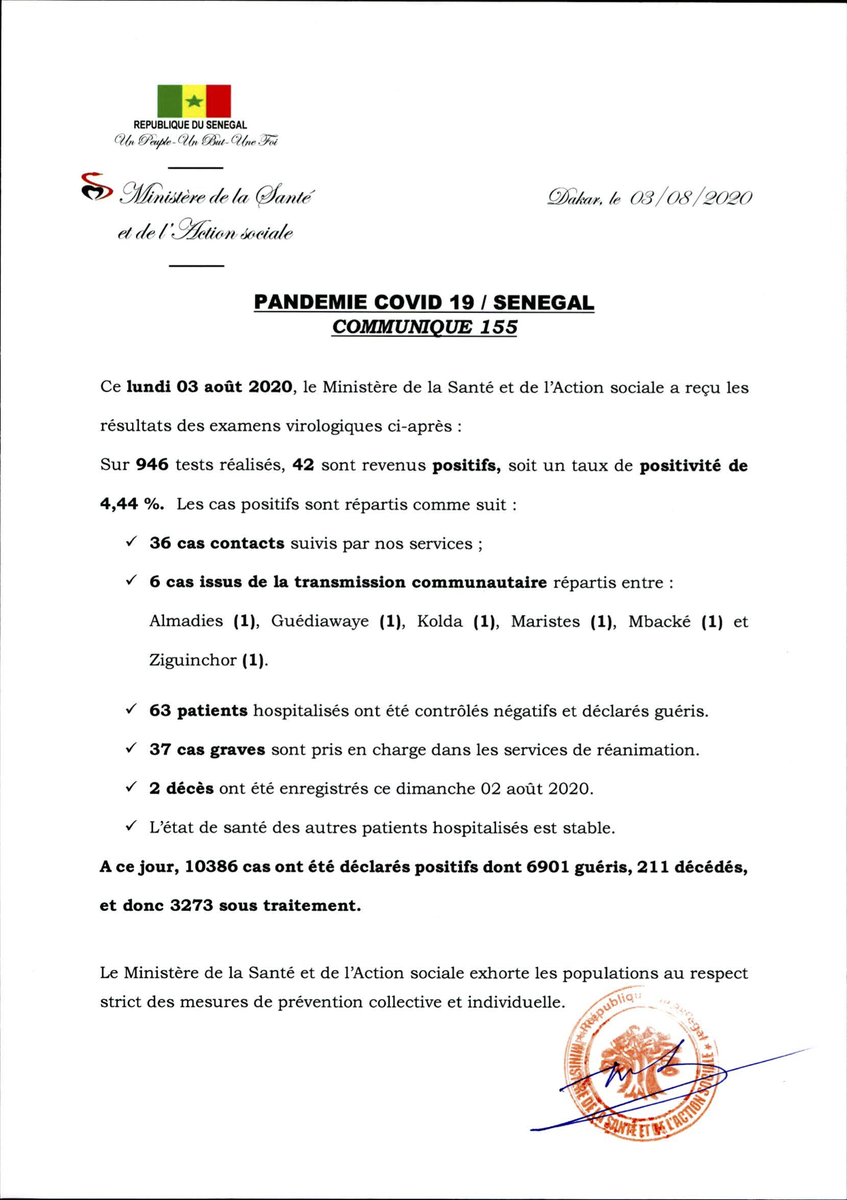 REPUBLIQUE DU SENEGAL
Un Peuple-Un But-Une Foi
Ministère de la Santé
et de l'Action sociale
Dakar, le 03/08/2020
PANDEMIE COVID 19 / SENEGAL
COMMUNIQUE 155
Ce lundi 03 août 2020, le Ministère de la Santé et de l'Action sociale a reçu les
résultats des examens virologiques ci-après :
Sur 946 tests réalisés, 42 sont revenus positifs, soit un taux de positivité de
4,44 %. Les cas positifs sont répartis comme suit :
✓ 36 cas contacts suivis par nos services ;
✓ 6 cas issus de la transmission communautaire répartis entre :
Almadies (1), Guédiawaye (1), Kolda (1), Maristes (1), Mbacké (1) et
Ziguinchor (1).
✓ 63 patients hospitalisés ont été contrôlés négatifs et déclarés guéris.
✓ 37 cas graves sont pris en charge dans les services de réanimation.
✓ 2 décès ont été enregistrés ce dimanche 02 août 2020.
✓ L'état de santé des autres patients hospitalisés est stable.
A ce jour, 10386 cas ont été déclarés positifs dont 6901 guéris, 211 décédés,
et donc 3273 sous traitement.
Le Ministère de la Santé et de l'Action sociale exhorte les populations au respect
strict des mesures de prévention collective et individuelle.
DE LA SANTÉ ET DE L'ACTION SOCIALE